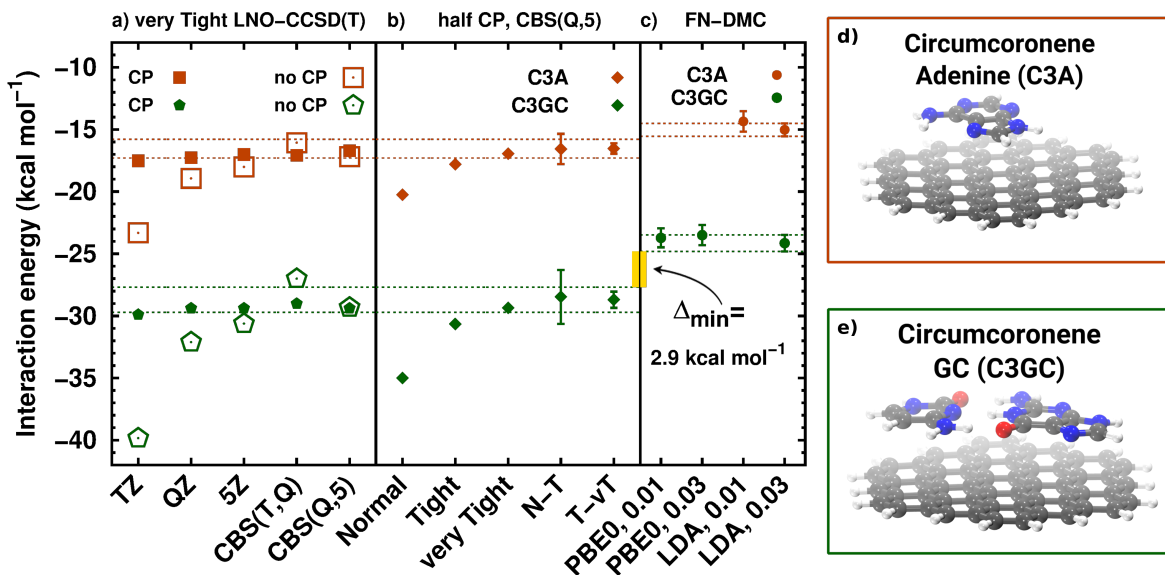 a) very Tight LNO−CCSD(T)
b) half CP, CBS(Q,5)
c) FN−DMC
Interaction energy (kcal mol−1)
−10
−15
−20
−25
−30
−35
−40
CP
no CP
CP
no CP
C3A
C3GC
C3A
C3GC
Δmin=
2.9 kcal mol−1
TZ
QZ
5Z
CBS(T,Q)
CBS(Q,5)
Normal
Tight
very Tight
N−T
T−vT
PBE0, 0.01
PBE0, 0.03
LDA, 0.01
LDA, 0.03
d)
Circumcoronene
Adenine (C3A)
e)
Circumcoronene
GC (C3GC)